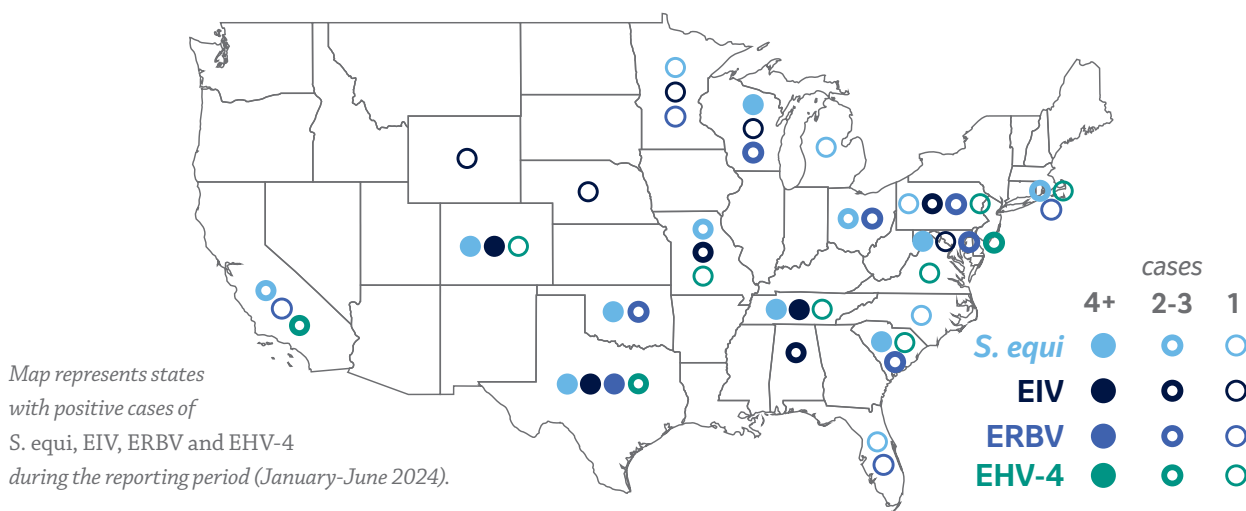 cases
4+ 2-3 1
S. equi
EIV
ERBV
EHV-4
Map represents states
with positive cases of
S. equi, EIV, ERBV and EHV-4
during the reporting period (January-June 2024).